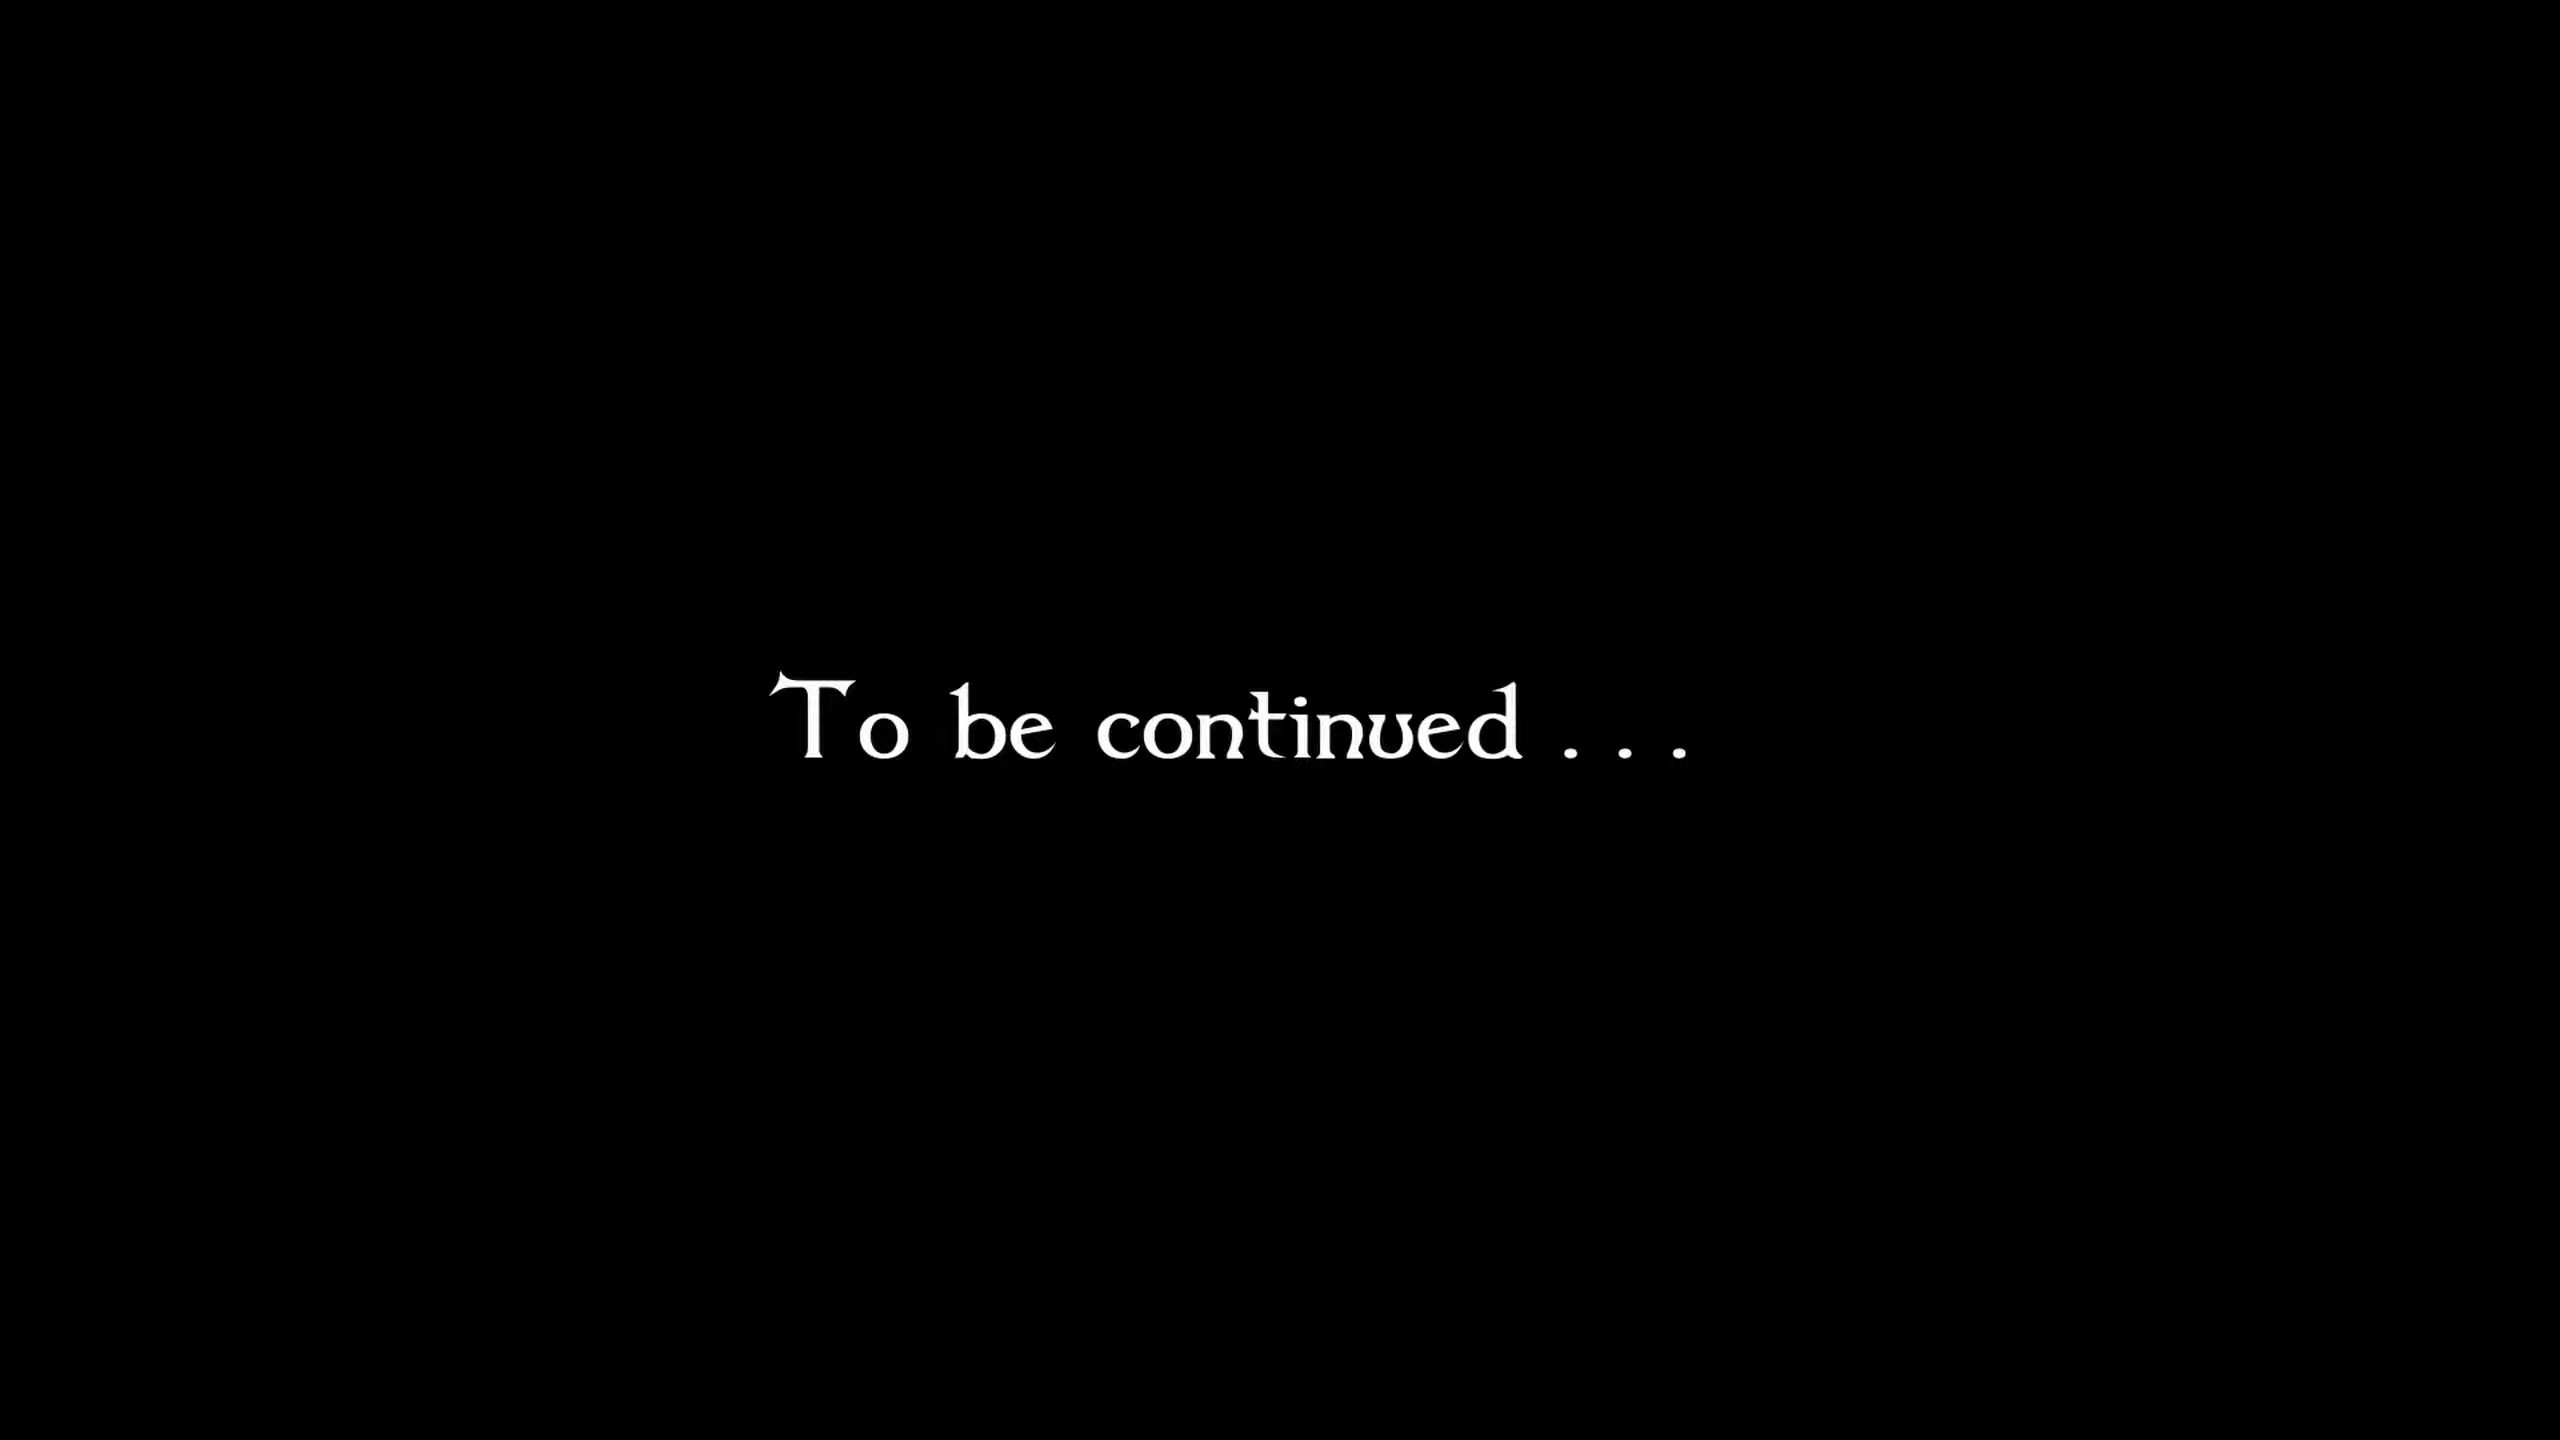 To be continued . . .